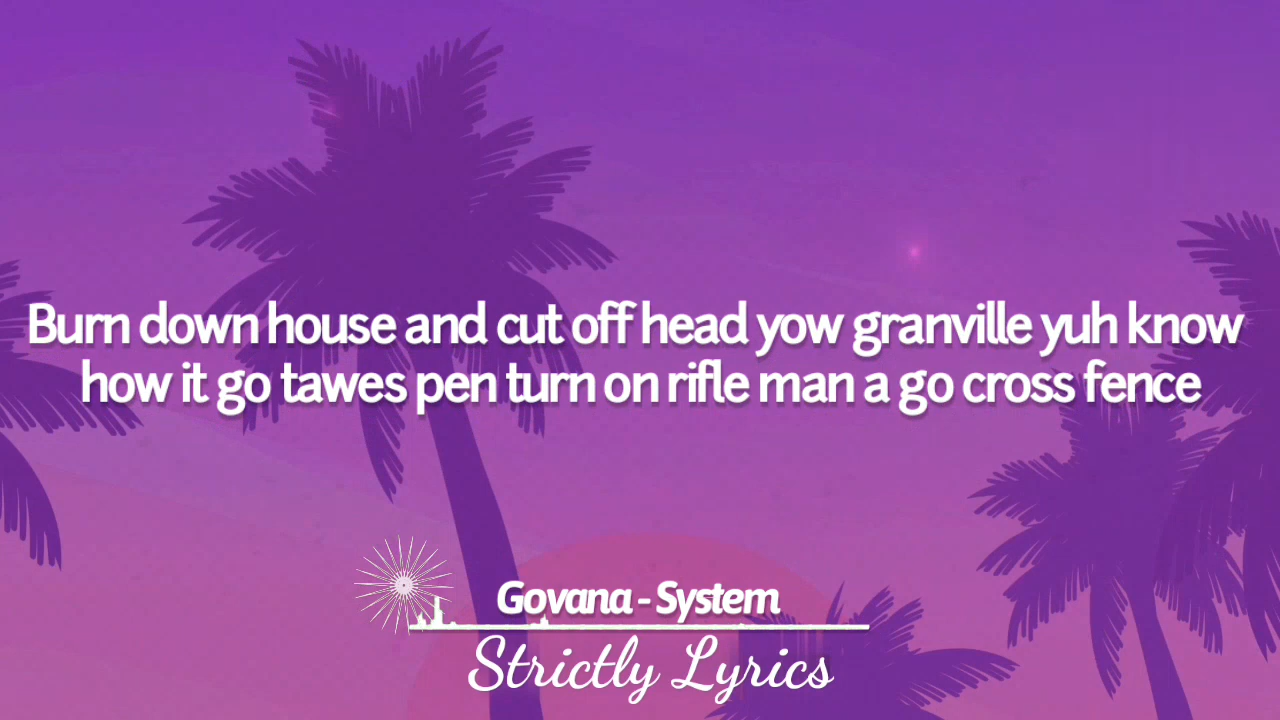 Burn down house and cut off head yow granville yuh know
how it go tawes pen turn on rifle man a go cross fence
Govana - System
Strictly Lyrics